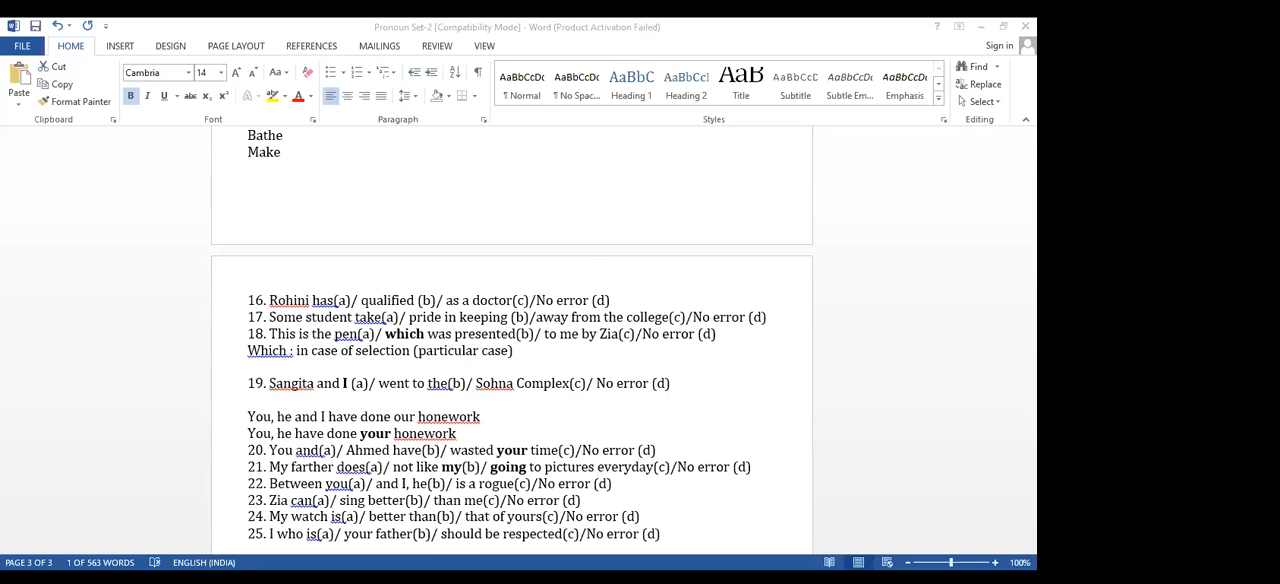 Pronoun Set-2 [Compatibility Mode] - Word (Product Activation Failed)
FILE HOME INSERT DESIGN PAGE LAYOUT REFERENCES MAILINGS REVIEW VIEW Sign in
Paste Cut Copy Format Painter
Cambria 14
AaBbCcDc AaBbCcDc AaBbC AaBbCcl AaB AaBbCcD AaBbCcDc AaBbCcDc
¶ Normal ¶ No Spac... Heading 1 Heading 2 Title Subtitle Subtle Em... Emphasis
Find
Replace
Select
Clipboard Font Paragraph Styles Editing
Bathe
Make
16. Rohini has(a)/ qualified (b)/ as a doctor(c)/No error (d)
17. Some student take(a)/ pride in keeping (b)/away from the college(c)/No error (d)
18. This is the pen(a)/ which was presented(b)/ to me by Zia(c)/No error (d)
Which : in case of selection (particular case)
19. Sangita and I (a)/ went to the(b)/ Sohna Complex(c)/ No error (d)
You, he and I have done our honework
You, he have done your honework
20. You and(a)/ Ahmed have(b)/ wasted your time(c)/No error (d)
21. My farther does(a)/ not like my(b)/ going to pictures everyday(c)/No error (d)
22. Between you(a)/ and I, he(b)/ is a rogue(c)/No error (d)
23. Zia can(a)/ sing better(b)/ than me(c)/No error (d)
24. My watch is(a)/ better than(b)/ that of yours(c)/No error (d)
25. I who is(a)/ your father(b)/ should be respected(c)/No error (d)
PAGE 3 OF 3 1 OF 563 WORDS ENGLISH (INDIA) 100%